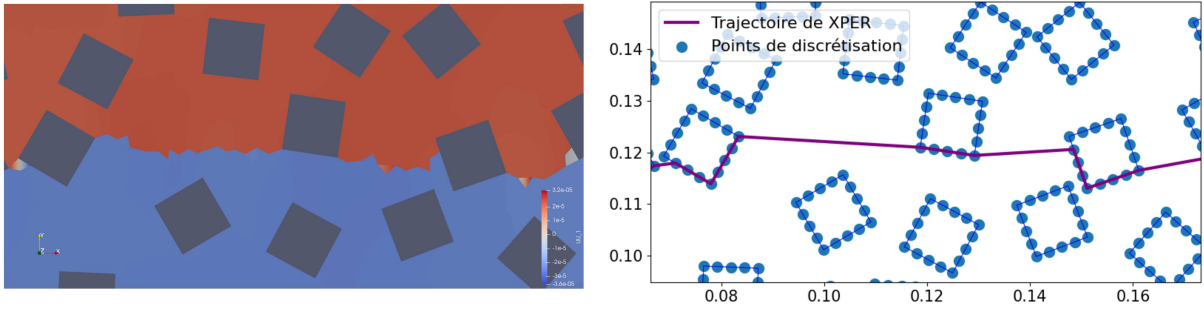 3.2e-05
2e-5
1e-5
0
-1e-5
-2e-5
-3e-5
-3.6e-05
UU_1
Y
Z
X
Trajectoire de XPER
Points de discrétisation
0.14
0.13
0.12
0.11
0.10
0.08
0.10
0.12
0.14
0.16